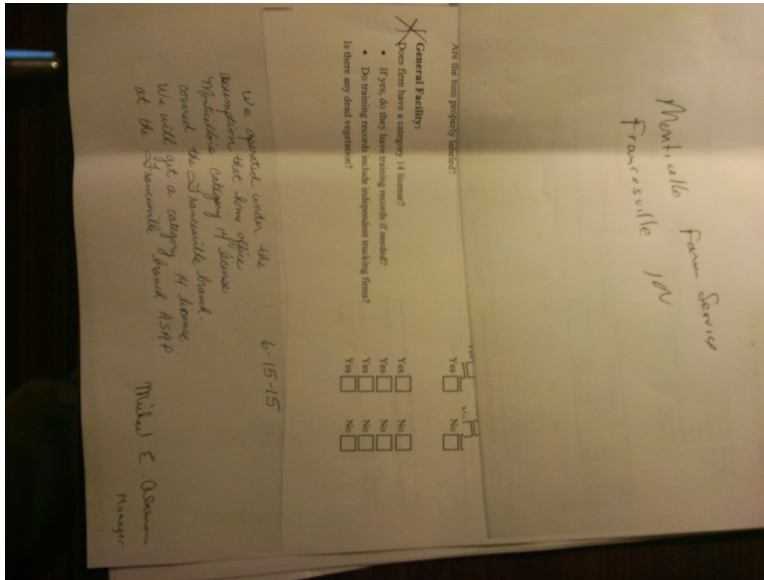 Monticello Farm Service
Francesville IN
Are the bins properly labeled? Yes No
General Facility:
Does firm have a category 14 license? Yes No
• If yes, do they have training records if needed? Yes No
• Do training records include independent trucking firms? Yes No
Is there any dead vegetation? Yes No
6-15-15
We operated under the
assumption that home office
Monticello's category 14 license
covered the Francesville branch.
We will get a category 14 license
at the Francesville branch ASAP.
Michael E.
Manager